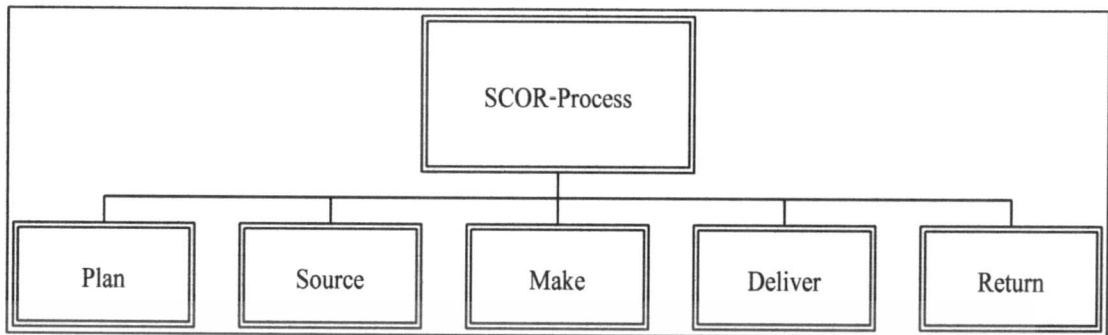 SCOR-Process
Plan
Source
Make
Deliver
Return